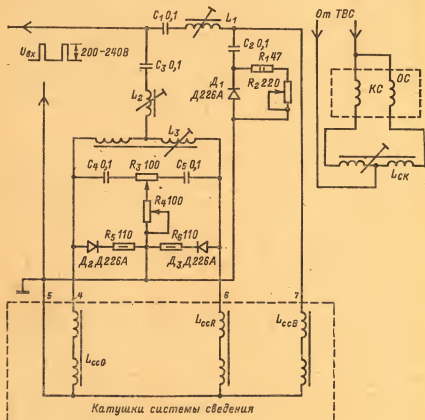 C₁ 0,1
L₁
От ТВС
Uвх
200-240В
C₃ 0,1
C₂ 0,1
R₁ 47
Д₁
Д226А
R₂ 220
КС
ОС
L₂
L₃
C₄ 0,1
R₃ 100
C₅ 0,1
Lск
R₄ 100
R₅ 110
R₆ 110
Д₂ Д226А
Д₃ Д226А
5
4
6
7
LссG
LссR
LссB
Катушки системы сведения